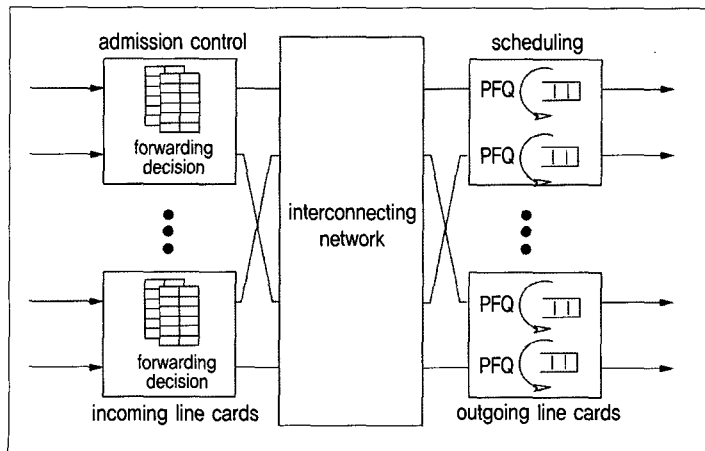 admission control
scheduling
forwarding
decision
PFQ
PFQ
interconnecting
network
forwarding
decision
PFQ
PFQ
incoming line cards
outgoing line cards